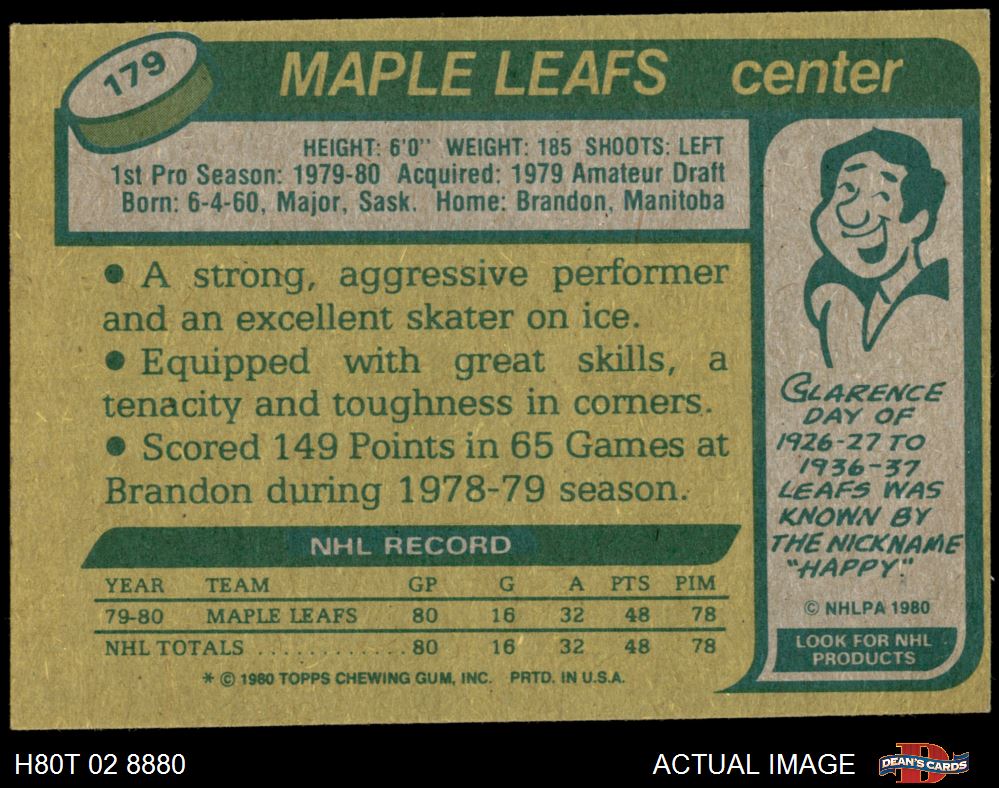 179
MAPLE LEAFS center
HEIGHT: 6'0" WEIGHT: 185 SHOOTS: LEFT
1st Pro Season: 1979-80 Acquired: 1979 Amateur Draft
Born: 6-4-60, Major, Sask. Home: Brandon, Manitoba
• A strong, aggressive performer
and an excellent skater on ice.
• Equipped with great skills, a
tenacity and toughness in corners.
• Scored 149 Points in 65 Games at
Brandon during 1978-79 season.
NHL RECORD
YEAR TEAM GP G A PTS PIM
79-80 MAPLE LEAFS 80 16 32 48 78
NHL TOTALS ............ 80 16 32 48 78
* © 1980 TOPPS CHEWING GUM, INC. PRTD. IN U.S.A.
CLARENCE
DAY OF
1926-27 TO
1936-37
LEAFS WAS
KNOWN BY
THE NICKNAME
"HAPPY"
© NHLPA 1980
LOOK FOR NHL
PRODUCTS
H80T 02 8880
ACTUAL IMAGE
D
DEAN'S CARDS